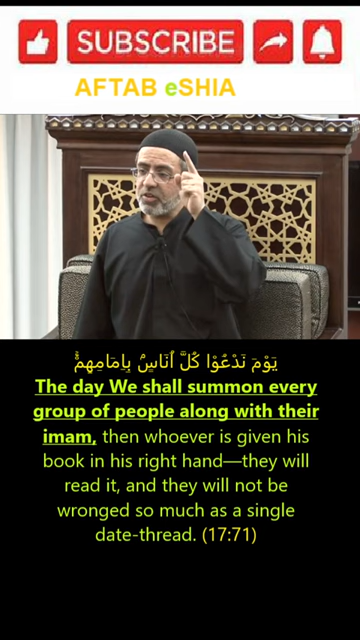 SUBSCRIBE
AFTAB eSHIA
يَوْمَ نَدْعُوْا كُلَّ اُنَاسٍۢ بِاِمَامِهِمْۚ
The day We shall summon every
group of people along with their
imam, then whoever is given his
book in his right hand—they will
read it, and they will not be
wronged so much as a single
date-thread. (17:71)